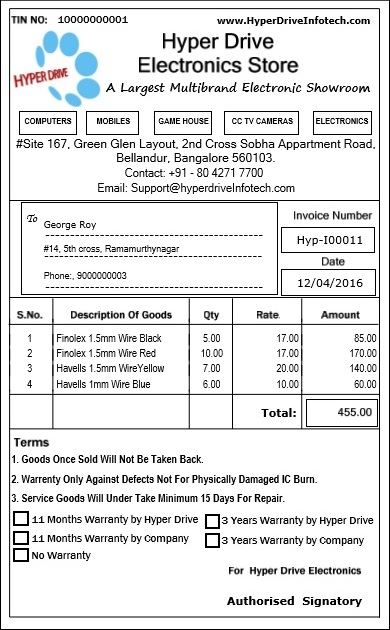 TIN NO: 10000000001 www.HyperDriveInfotech.com
HYPER DRIVE
Hyper Drive
Electronics Store
A Largest Multibrand Electronic Showroom
COMPUTERS MOBILES GAME HOUSE CC TV CAMERAS ELECTRONICS
#Site 167, Green Glen Layout, 2nd Cross Sobha Appartment Road,
Bellandur, Bangalore 560103.
Contact: +91 - 80 4271 7700
Email: Support@hyperdriveInfotech.com
To George Roy
#14, 5th cross, Ramamurthynagar
Phone:, 9000000003
Invoice Number
Hyp-I00011
Date
12/04/2016
S.No. Description Of Goods Qty Rate Amount
1 Finolex 1.5mm Wire Black 5.00 17.00 85.00
2 Finolex 1.5mm Wire Red 10.00 17.00 170.00
3 Havells 1.5mm WireYellow 7.00 20.00 140.00
4 Havells 1mm Wire Blue 6.00 10.00 60.00
Total: 455.00
Terms
1. Goods Once Sold Will Not Be Taken Back.
2. Warrenty Only Against Defects Not For Physically Damaged IC Burn.
3. Service Goods Will Under Take Minimum 15 Days For Repair.
11 Months Warranty by Hyper Drive 3 Years Warranty by Hyper Drive
11 Months Warranty by Company 3 Years Warranty by Company
No Warranty
For Hyper Drive Electronics
Authorised Signatory